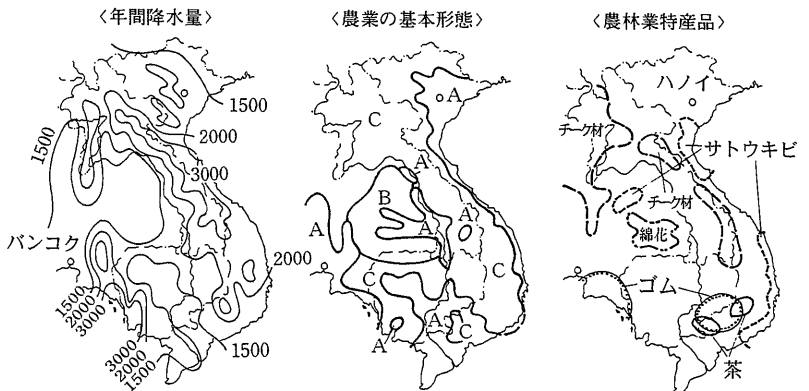 〈年間降水量〉
1500
2000
3000
1500
バンコク
2000
1500
2000
3000
1500
3000
2000
1500
〈農業の基本形態〉
A
C
A
B
A
A
A
C
C
A
C
A
〈農林業特産品〉
ハノイ
チーク材
サトウキビ
チーク材
綿花
ゴム
茶